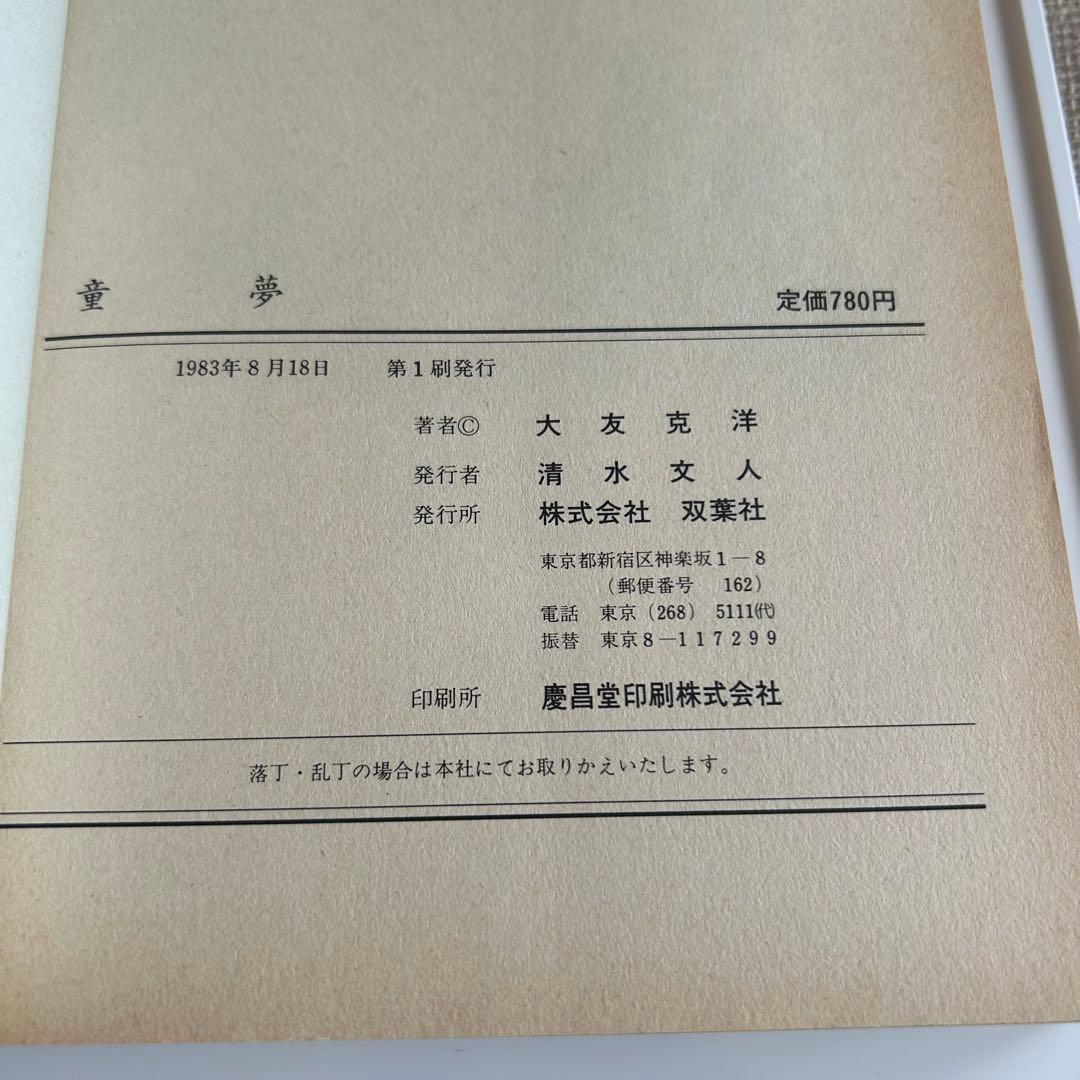 童夢
定価780円
1983年8月18日 第1刷発行
著者© 大友克洋
発行者 清水文人
発行所 株式会社 双葉社
東京都新宿区神楽坂1—8
(郵便番号 162)
電話 東京(268) 5111㈹
振替 東京8—117299
印刷所 慶昌堂印刷株式会社
落丁・乱丁の場合は本社にてお取りかえいたします。